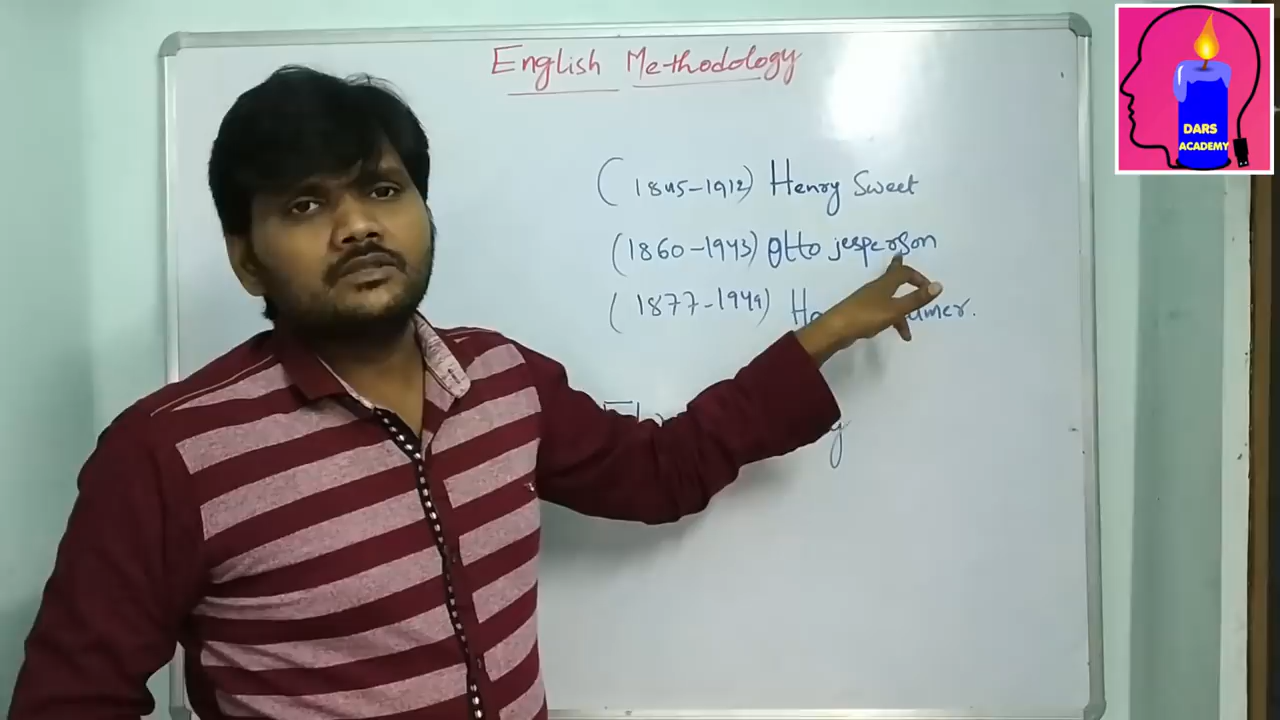 English Methodology
(1845-1912) Henry Sweet
(1860-1943) Otto jesperson
(1877-1949)
DARS
ACADEMY